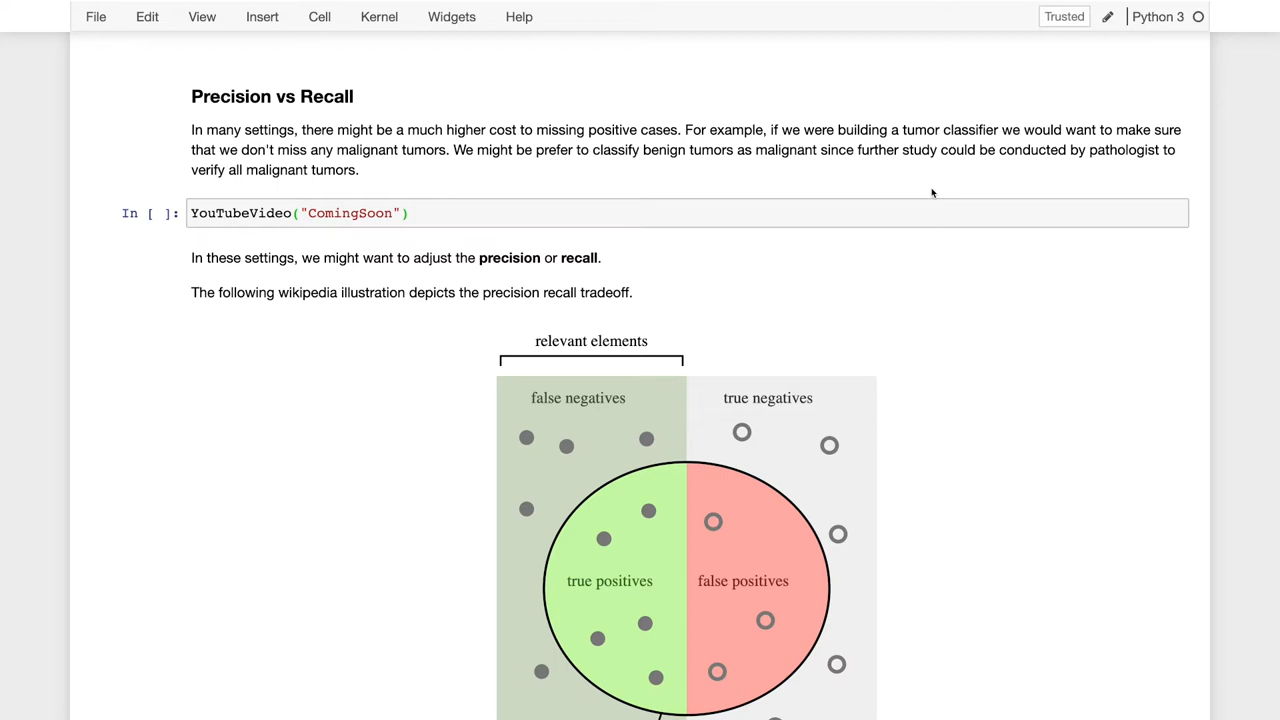 File Edit View Insert Cell Kernel Widgets Help Trusted Python 3
Precision vs Recall
In many settings, there might be a much higher cost to missing positive cases. For example, if we were building a tumor classifier we would want to make sure
that we don't miss any malignant tumors. We might be prefer to classify benign tumors as malignant since further study could be conducted by pathologist to
verify all malignant tumors.
In [ ]: YouTubeVideo("ComingSoon")
In these settings, we might want to adjust the precision or recall.
The following wikipedia illustration depicts the precision recall tradeoff.
relevant elements
false negatives true negatives
true positives false positives